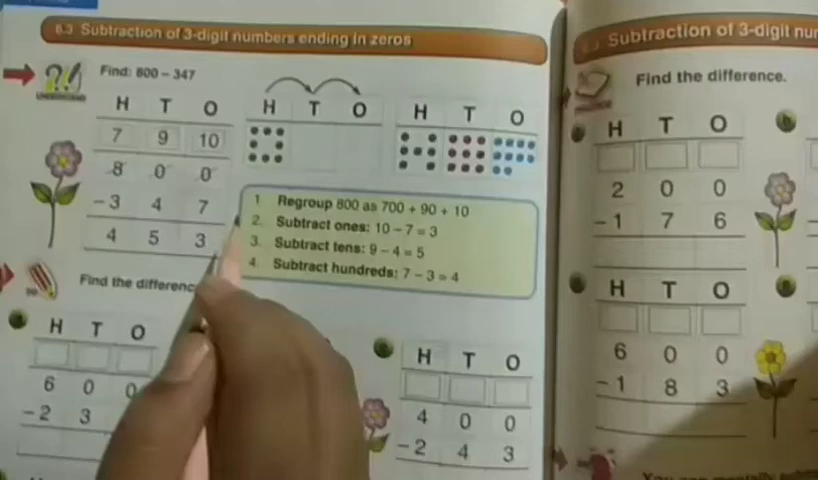 6.3 Subtraction of 3-digit numbers ending in zeros
Find: 800 - 347
H T O
7 9 10
8 0 0
-3 4 7
4 5 3
H T O
H T O
1 Regroup 800 as 700 + 90 + 10
2. Subtract ones: 10 - 7 = 3
3. Subtract tens: 9 - 4 = 5
4. Subtract hundreds: 7 - 3 = 4
Find the differenc
H T O
6 0 0
-2 3
H T O
4 0 0
-2 4 3
Subtraction of 3-digit
Find the difference.
H T O
2 0 0
-1 7 6
H T O
6 0 0
-1 8 3